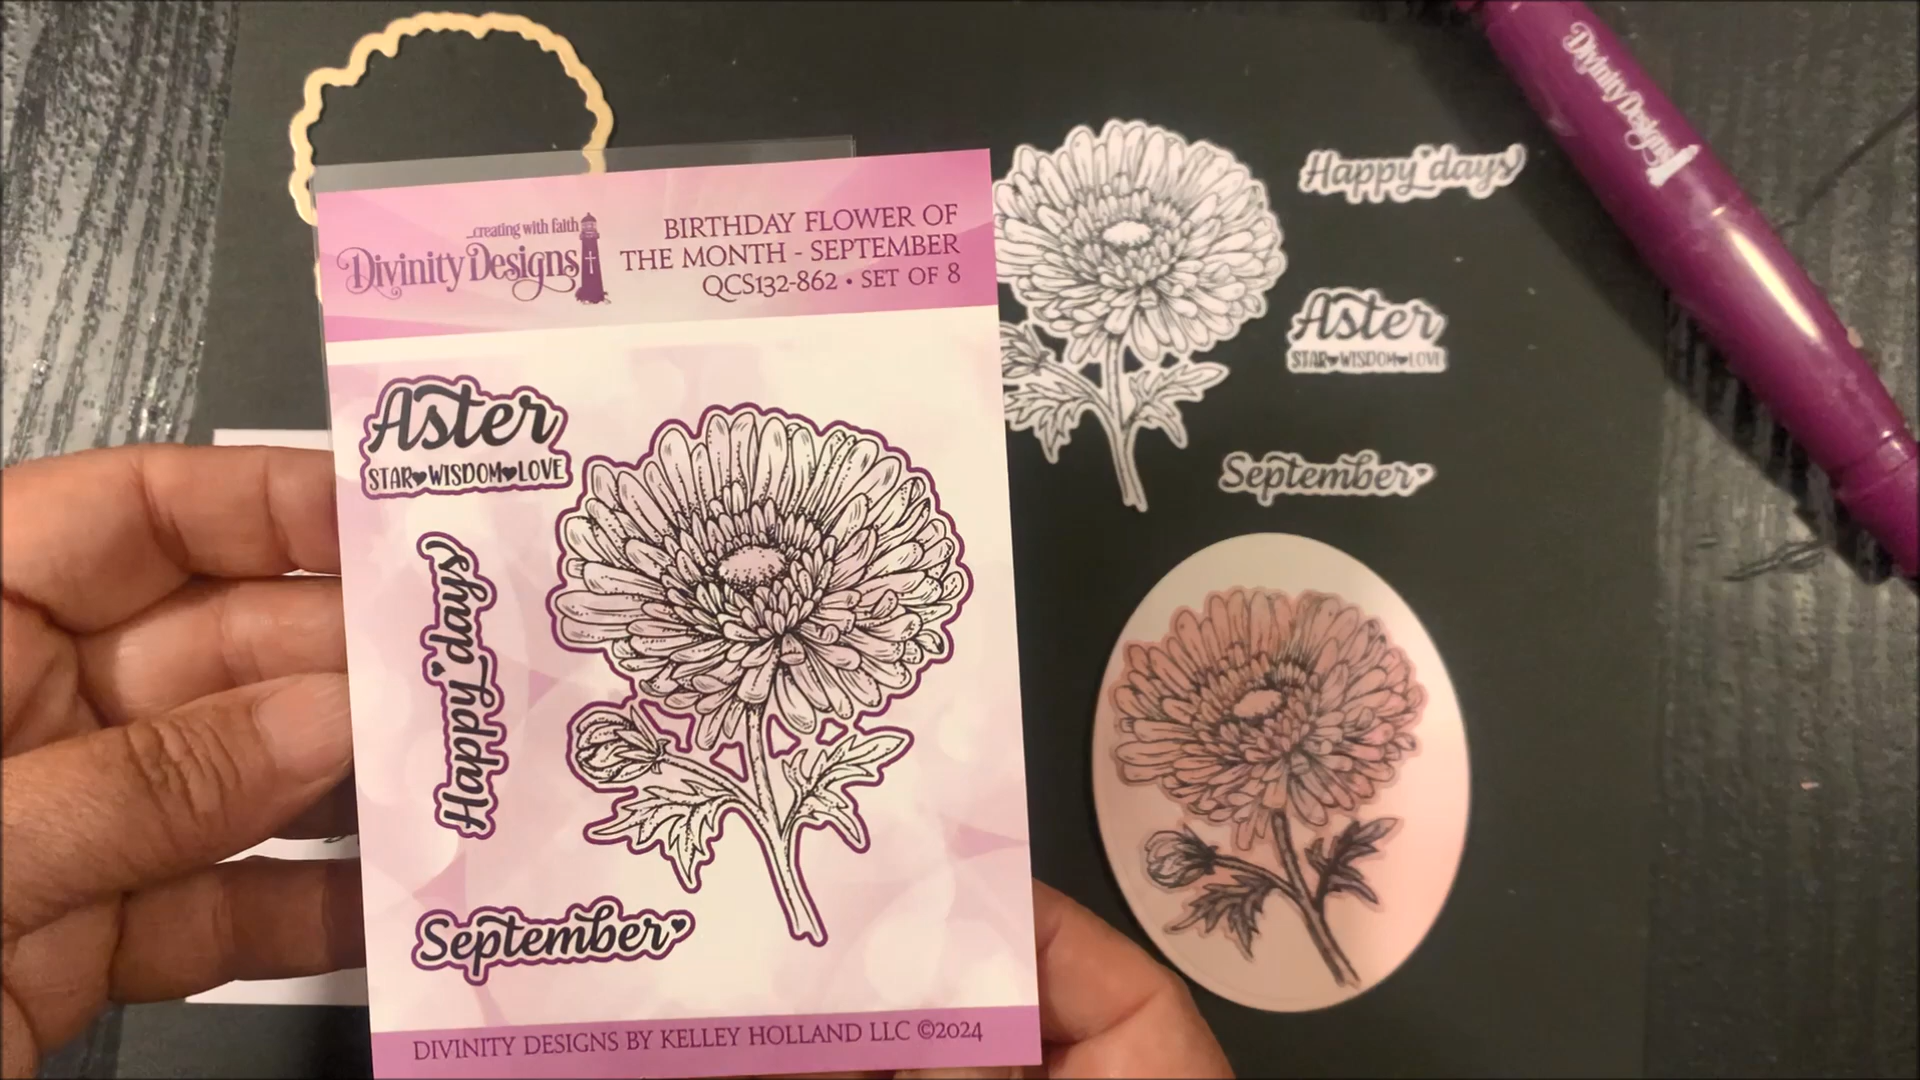 ...creating with faith
Divinity Designs
BIRTHDAY FLOWER OF
THE MONTH - SEPTEMBER
QCS132-862 • SET OF 8
Aster
STAR♥WISDOM♥LOVE
Happy days
September
DIVINITY DESIGNS BY KELLEY HOLLAND LLC ©2024
Happy days
Aster
STAR♥WISDOM♥LOVE
September
Divinity Designs